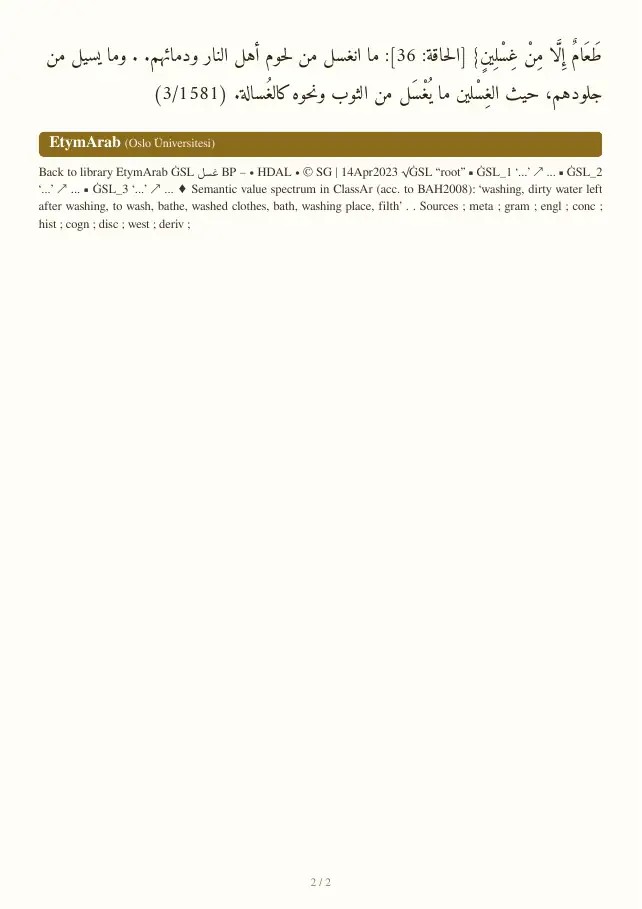 طَعَامٌ إِلَّا مِنْ غِسْلِينٍ} [الحاقة: 36]: ما انغسل من لحوم أهل النار ودمائهم. . وما يسيل من
جلودهم، حيث الغِسْلين ما يُغْسَل من الثوب ونحوه كالغُسالة. (3/1581)
EtymArab (Oslo Üniversitesi)
Back to library EtymArab ĠSL غسل BP – • HDAL • © SG | 14Apr2023 √ĠSL “root” ▪ ĠSL_1 ‘...’ ↗ ... ▪ ĠSL_2
‘...’ ↗ ... ▪ ĠSL_3 ‘...’ ↗ ... ♦ Semantic value spectrum in ClassAr (acc. to BAH2008): ‘washing, dirty water left
after washing, to wash, bathe, washed clothes, bath, washing place, filth’ . . Sources ; meta ; gram ; engl ; conc ;
hist ; cogn ; disc ; west ; deriv ;
2 / 2